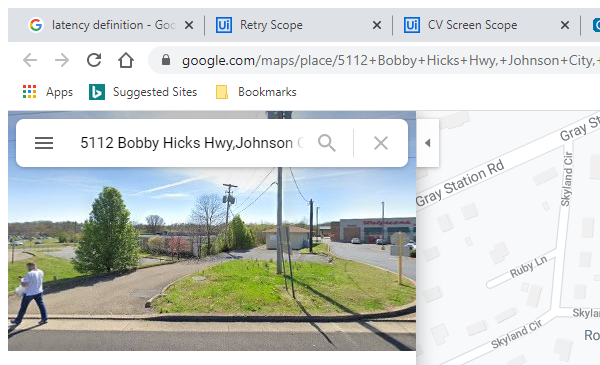 latency definition - Goo
Retry Scope
CV Screen Scope
google.com/maps/place/5112+Bobby+Hicks+Hwy,+Johnson+City,+
Apps
Suggested Sites
Bookmarks
5112 Bobby Hicks Hwy,Johnson C
Gray Station Rd
Gray St
Skyland Cir
Ruby Ln
Skyland Cir
Skylan
Ro